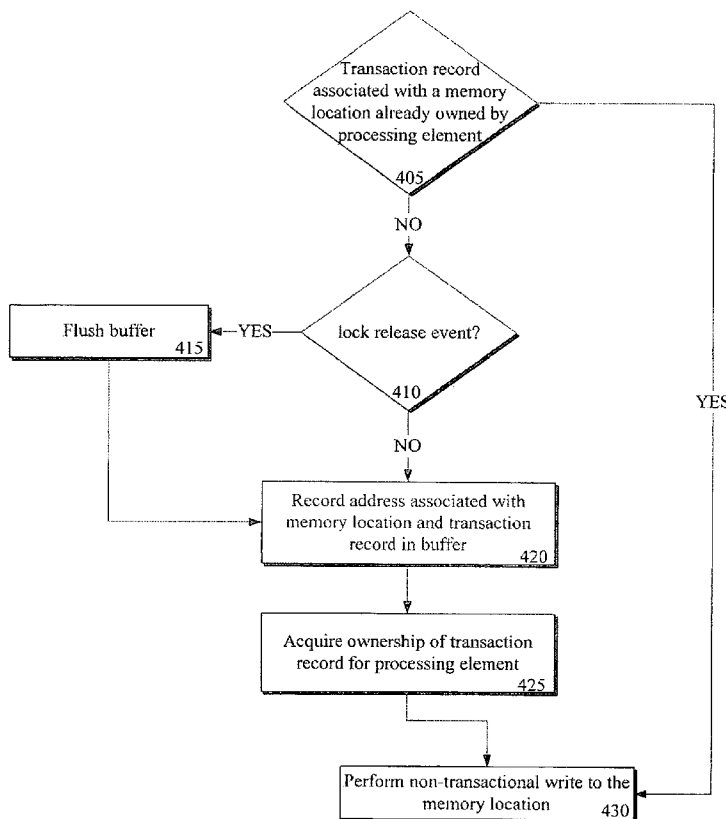 Transaction record
associated with a memory
location already owned by
processing element
405
NO
Flush buffer
415
YES
lock release event?
410
YES
NO
Record address associated with
memory location and transaction
record in buffer
420
Acquire ownership of transaction
record for processing element
425
Perform non-transactional write to the
memory location
430